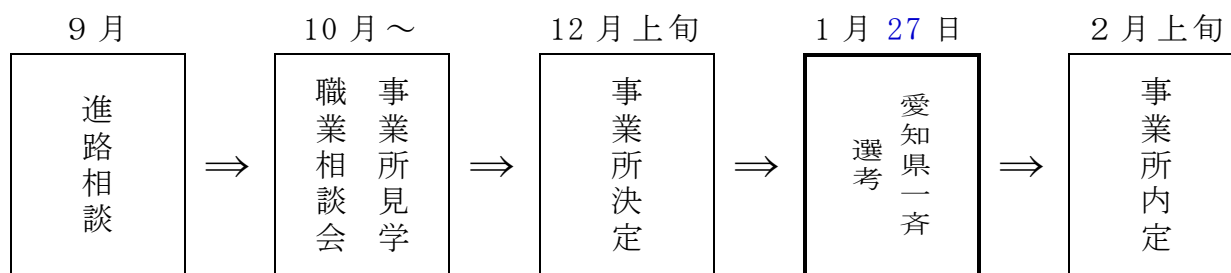 9月
進路相談
⇒
10月～
事業所見学
職業相談会
⇒
12月上旬
事業所決定
⇒
1月27日
愛知県一斉
選考
⇒
2月上旬
事業所内定